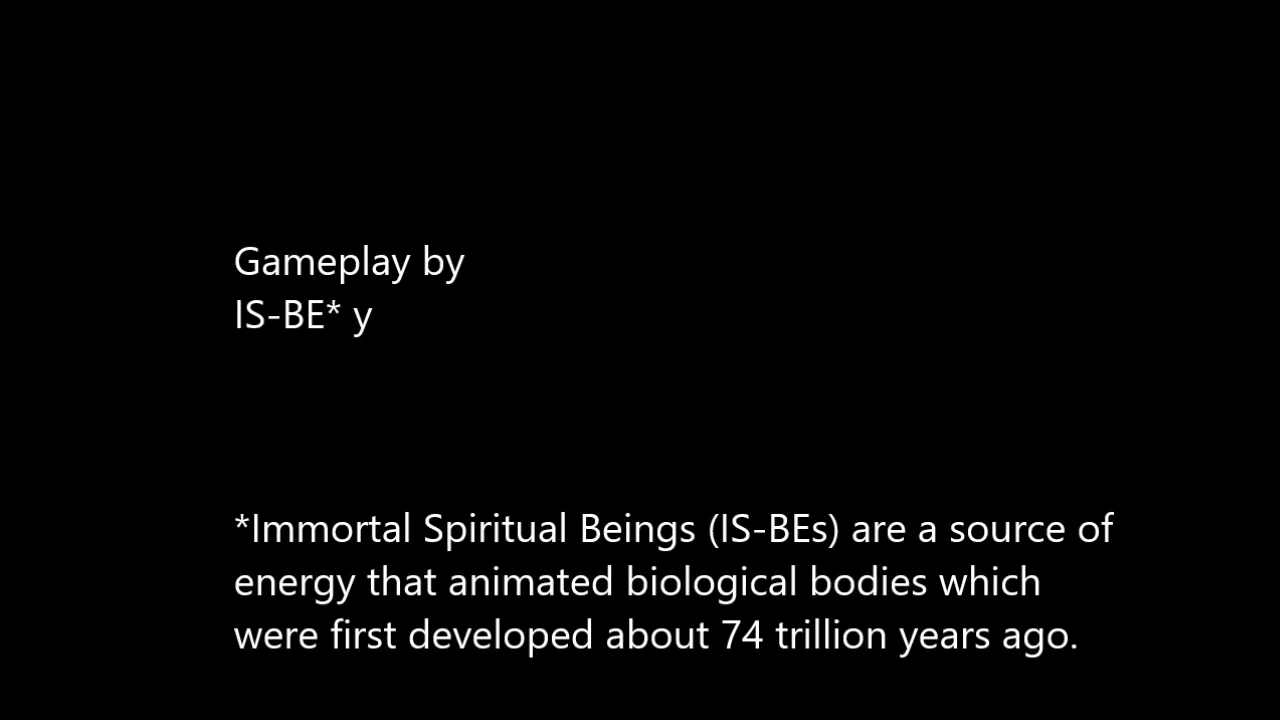 Gameplay by
IS-BE* y
*Immortal Spiritual Beings (IS-BEs) are a source of
energy that animated biological bodies which
were first developed about 74 trillion years ago.